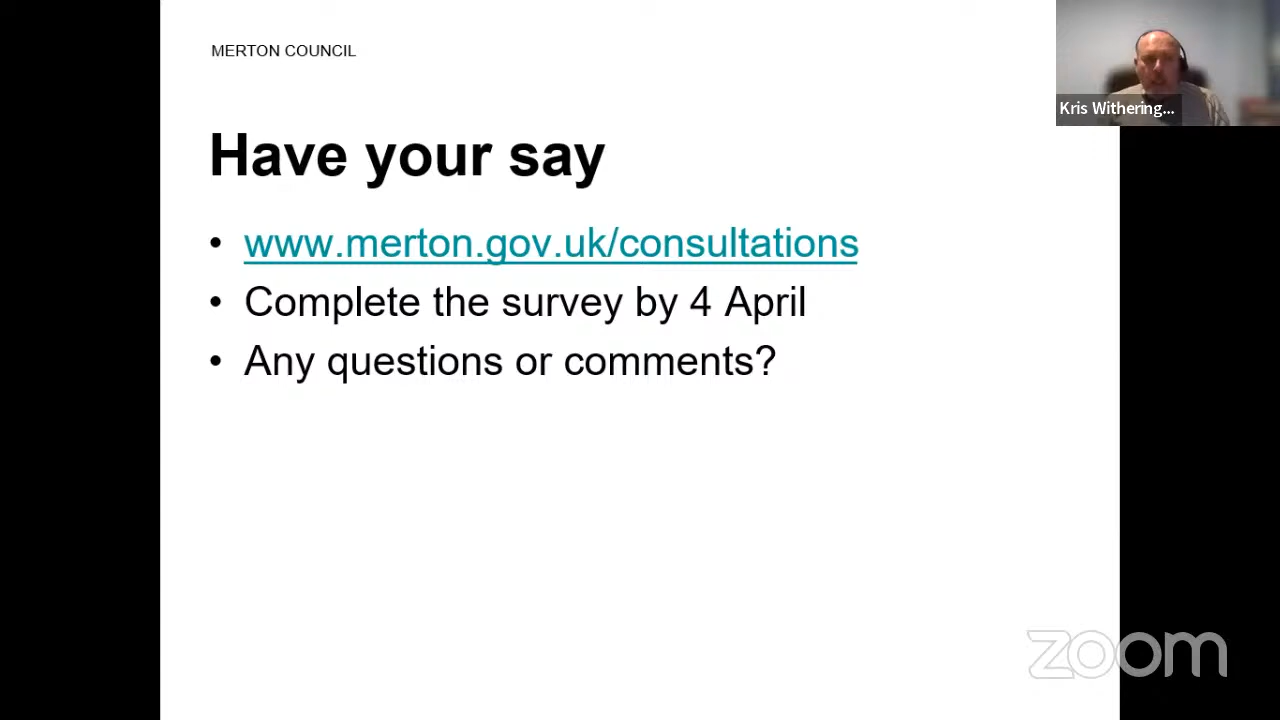 MERTON COUNCIL
Kris Withering...
Have your say
• www.merton.gov.uk/consultations
• Complete the survey by 4 April
• Any questions or comments?
zoom